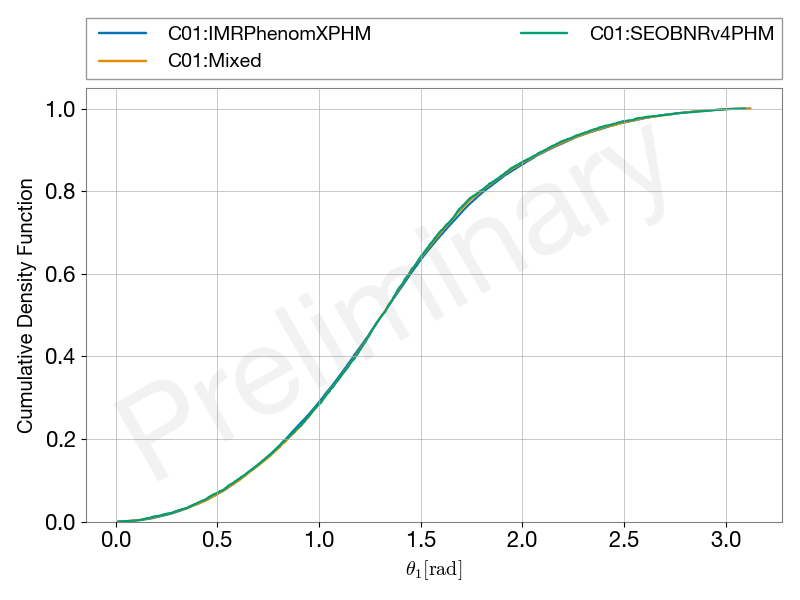 C01:IMRPhenomXPHM
C01:SEOBNRv4PHM
C01:Mixed
1.0
0.8
0.6
0.4
0.2
0.0
Cumulative Density Function
Preliminary
0.0 0.5 1.0 1.5 2.0 2.5 3.0
θ₁[rad]